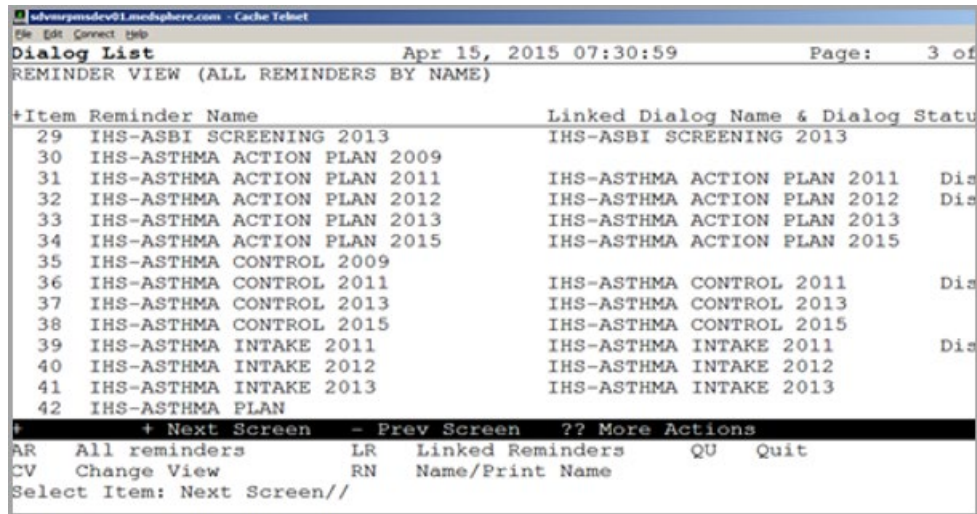 sdvmrpmsdev01.medsphere.com - Cache Telnet
File Edit Connect Help
Dialog List Apr 15, 2015 07:30:59 Page: 3 of
REMINDER VIEW (ALL REMINDERS BY NAME)
+Item Reminder Name Linked Dialog Name & Dialog Statu
29 IHS-ASBI SCREENING 2013 IHS-ASBI SCREENING 2013
30 IHS-ASTHMA ACTION PLAN 2009
31 IHS-ASTHMA ACTION PLAN 2011 IHS-ASTHMA ACTION PLAN 2011 Dis
32 IHS-ASTHMA ACTION PLAN 2012 IHS-ASTHMA ACTION PLAN 2012 Dis
33 IHS-ASTHMA ACTION PLAN 2013 IHS-ASTHMA ACTION PLAN 2013
34 IHS-ASTHMA ACTION PLAN 2015 IHS-ASTHMA ACTION PLAN 2015
35 IHS-ASTHMA CONTROL 2009
36 IHS-ASTHMA CONTROL 2011 IHS-ASTHMA CONTROL 2011 Dis
37 IHS-ASTHMA CONTROL 2013 IHS-ASTHMA CONTROL 2013
38 IHS-ASTHMA CONTROL 2015 IHS-ASTHMA CONTROL 2015
39 IHS-ASTHMA INTAKE 2011 IHS-ASTHMA INTAKE 2011 Dis
40 IHS-ASTHMA INTAKE 2012 IHS-ASTHMA INTAKE 2012
41 IHS-ASTHMA INTAKE 2013 IHS-ASTHMA INTAKE 2013
42 IHS-ASTHMA PLAN
+ + Next Screen - Prev Screen ?? More Actions
AR All reminders LR Linked Reminders QU Quit
CV Change View RN Name/Print Name
Select Item: Next Screen//